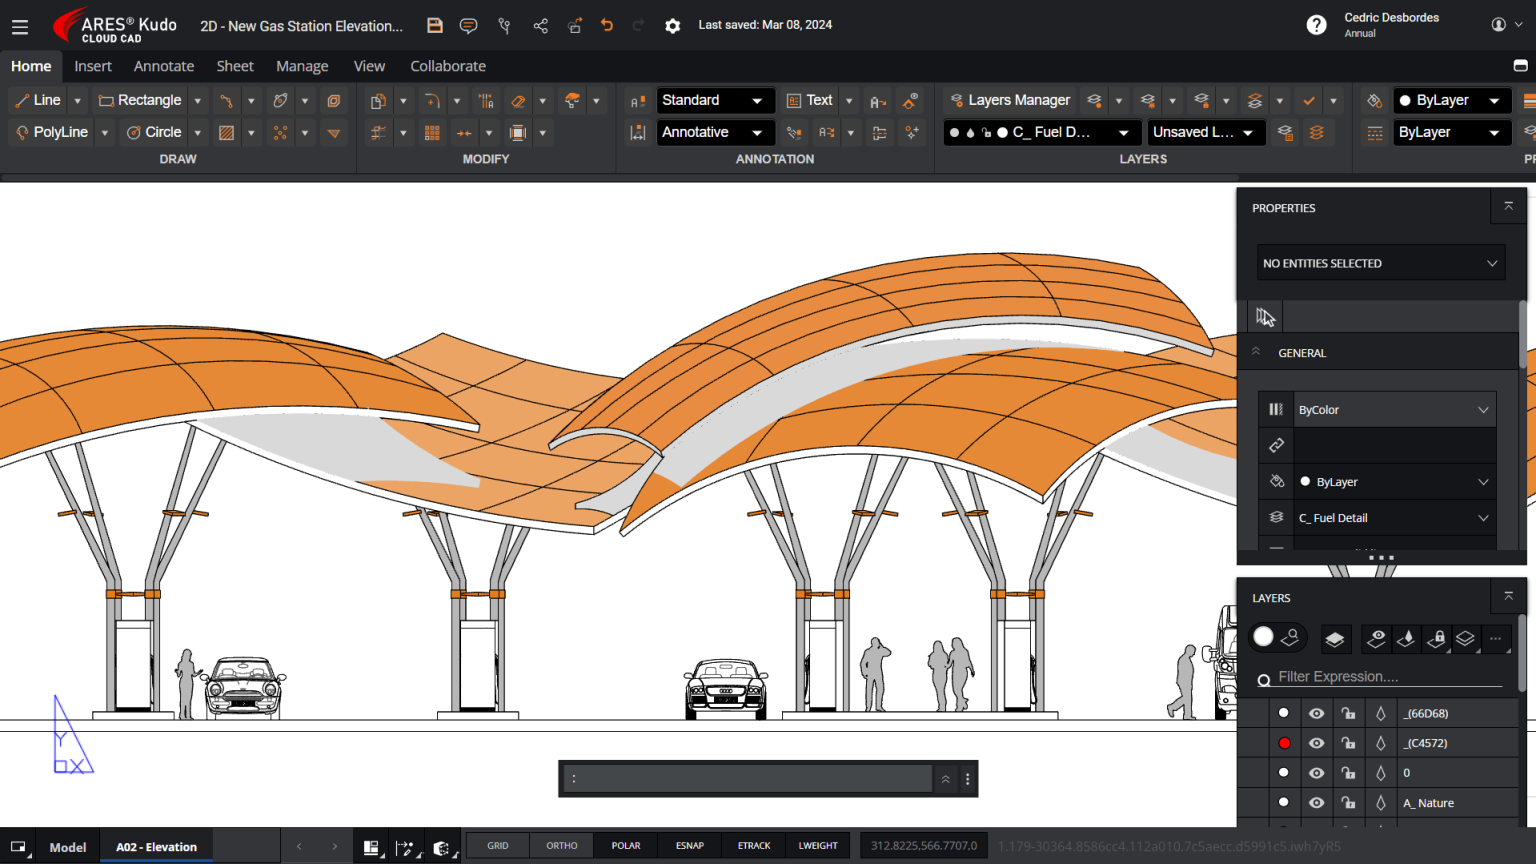 ARES® Kudo
CLOUD CAD
2D - New Gas Station Elevation...
Last saved: Mar 08, 2024
?
Cedric Desbordes
Annual
Home Insert Annotate Sheet Manage View Collaborate
Line Rectangle
Standard
Text
Layers Manager
ByLayer
PolyLine Circle
Annotative
C_ Fuel D...
Unsaved L...
ByLayer
DRAW MODIFY ANNOTATION LAYERS
PROPERTIES
NO ENTITIES SELECTED
GENERAL
ByColor
ByLayer
C_ Fuel Detail
LAYERS
Filter Expression....
_(66D68)
_(C4572)
0
A_ Nature
Y
X
:
Model A02 - Elevation
GRID ORTHO POLAR ESNAP ETRACK LWEIGHT
312.8225,566.7707,0
1.179-30364.8586cc4.112a010.7c5aecc.d5991c5.iwh7yR5